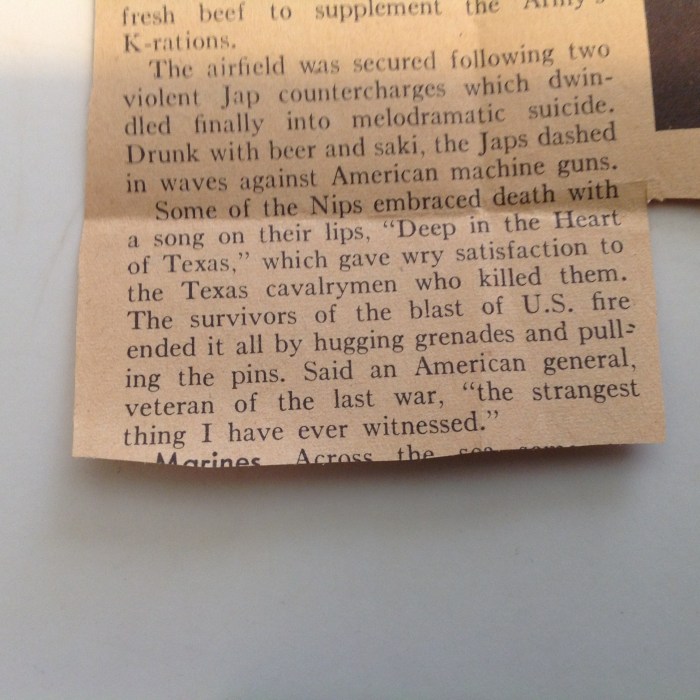 fresh beef to supplement the Army's
K-rations.
The airfield was secured following two
violent Jap countercharges which dwin-
dled finally into melodramatic suicide.
Drunk with beer and saki, the Japs dashed
in waves against American machine guns.
Some of the Nips embraced death with
a song on their lips, "Deep in the Heart
of Texas," which gave wry satisfaction to
the Texas cavalrymen who killed them.
The survivors of the blast of U.S. fire
ended it all by hugging grenades and pull-
ing the pins. Said an American general,
veteran of the last war, "the strangest
thing I have ever witnessed."
Marines Across the